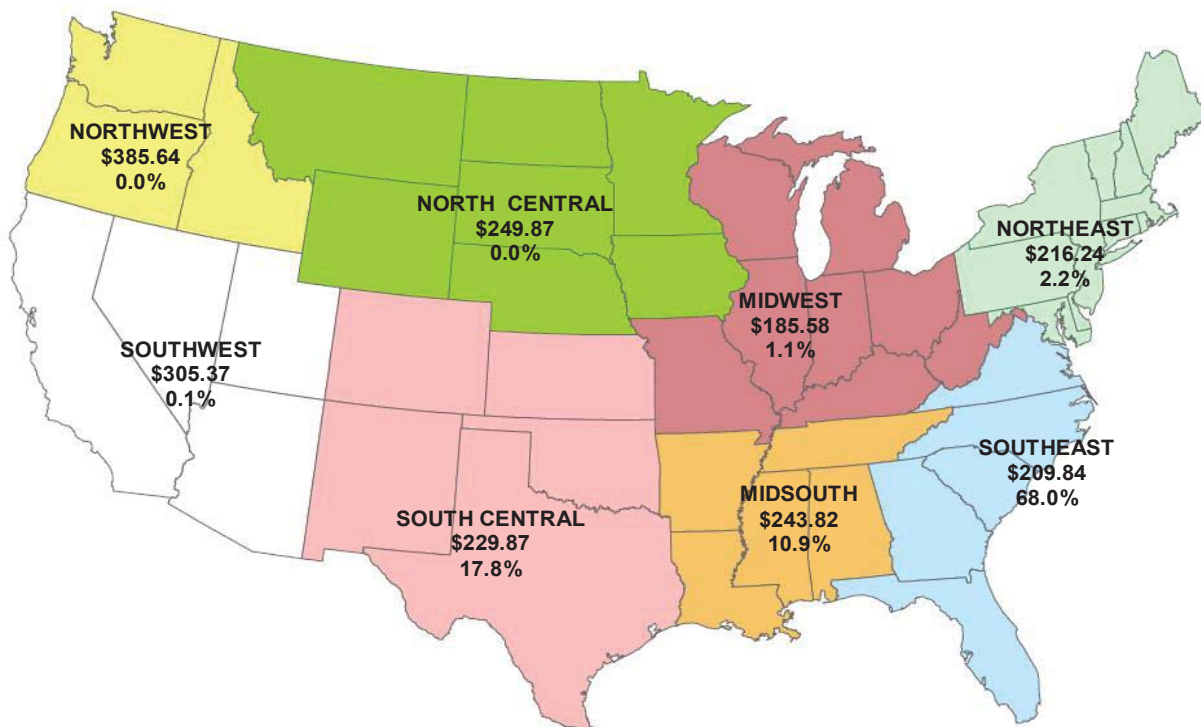 NORTHWEST
$385.64
0.0%
NORTH CENTRAL
$249.87
0.0%
NORTHEAST
$216.24
2.2%
MIDWEST
$185.58
1.1%
SOUTHWEST
$305.37
0.1%
SOUTHEAST
$209.84
68.0%
MIDSOUTH
$243.82
10.9%
SOUTH CENTRAL
$229.87
17.8%